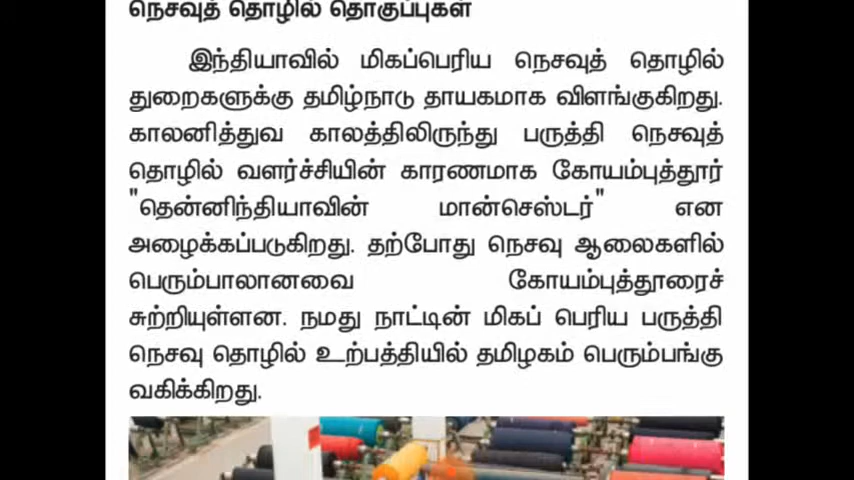 நெசவுத் தொழில் தொகுப்புகள்
இந்தியாவில் மிகப்பெரிய நெசவுத் தொழில்
துறைகளுக்கு தமிழ்நாடு தாயகமாக விளங்குகிறது.
காலனித்துவ காலத்திலிருந்து பருத்தி நெசவுத்
தொழில் வளர்ச்சியின் காரணமாக கோயம்புத்தூர்
"தென்னிந்தியாவின் மான்செஸ்டர்" என
அழைக்கப்படுகிறது. தற்போது நெசவு ஆலைகளில்
பெரும்பாலானவை கோயம்புத்தூரைச்
சுற்றியுள்ளன. நமது நாட்டின் மிகப் பெரிய பருத்தி
நெசவு தொழில் உற்பத்தியில் தமிழகம் பெரும்பங்கு
வகிக்கிறது.